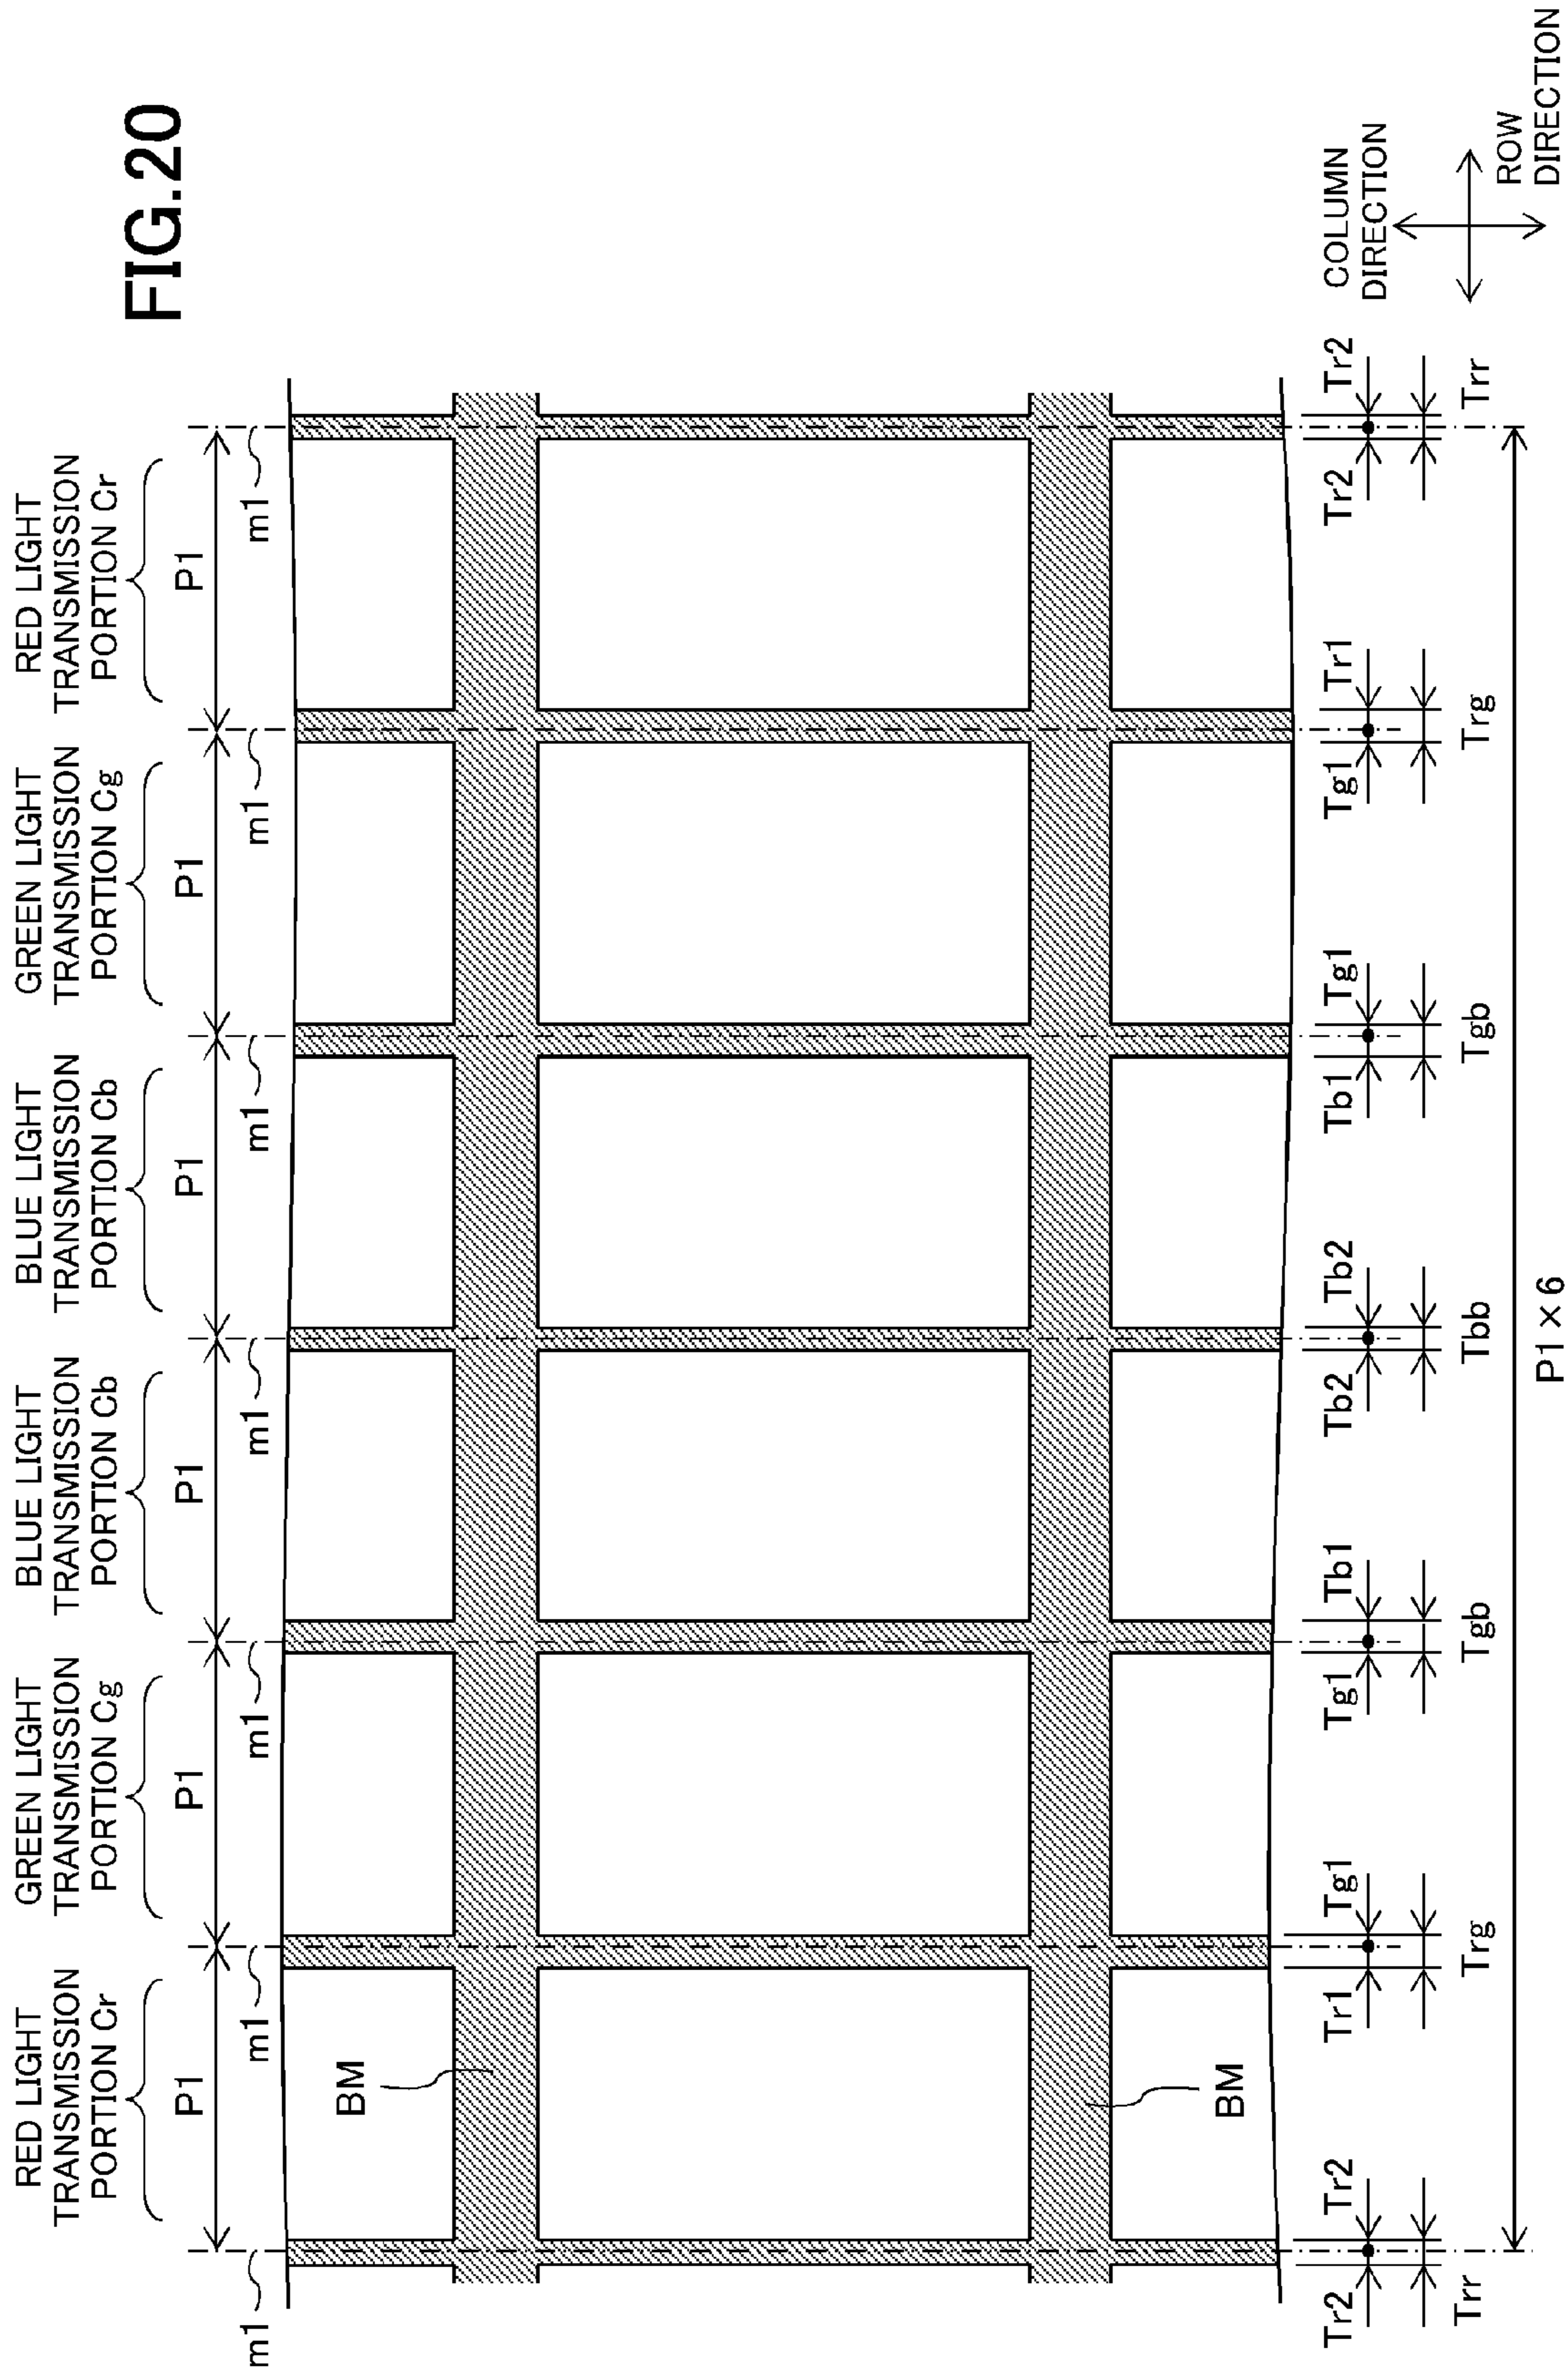 FIG.20
RED LIGHT
TRANSMISSION
PORTION Cr
GREEN LIGHT
TRANSMISSION
PORTION Cg
BLUE LIGHT
TRANSMISSION
PORTION Cb
BLUE LIGHT
TRANSMISSION
PORTION Cb
GREEN LIGHT
TRANSMISSION
PORTION Cg
RED LIGHT
TRANSMISSION
PORTION Cr
P1 P1 P1 P1 P1 P1
m1 m1 m1 m1 m1 m1 m1
BM
BM
Tr2 Tr2 Tr1 Tg1 Tg1 Tb1 Tb2 Tb2 Tb1 Tg1 Tg1 Tr1 Tr2 Tr2
Trr Trg Tgb Tbb Tgb Trg Trr
P1×6
COLUMN
DIRECTION
ROW
DIRECTION